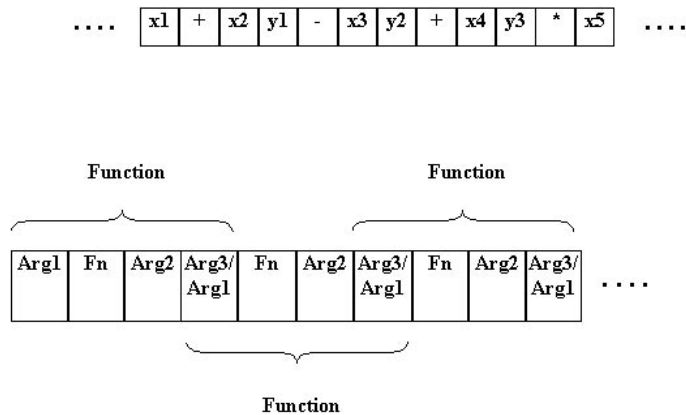 .... x1 + x2 y1 - x3 y2 + x4 y3 * x5 ....
Function Function
Arg1 Fn Arg2 Arg3/ Fn Arg2 Arg3/ Fn Arg2 Arg3/ ....
Arg1 Arg1 Arg1
Function